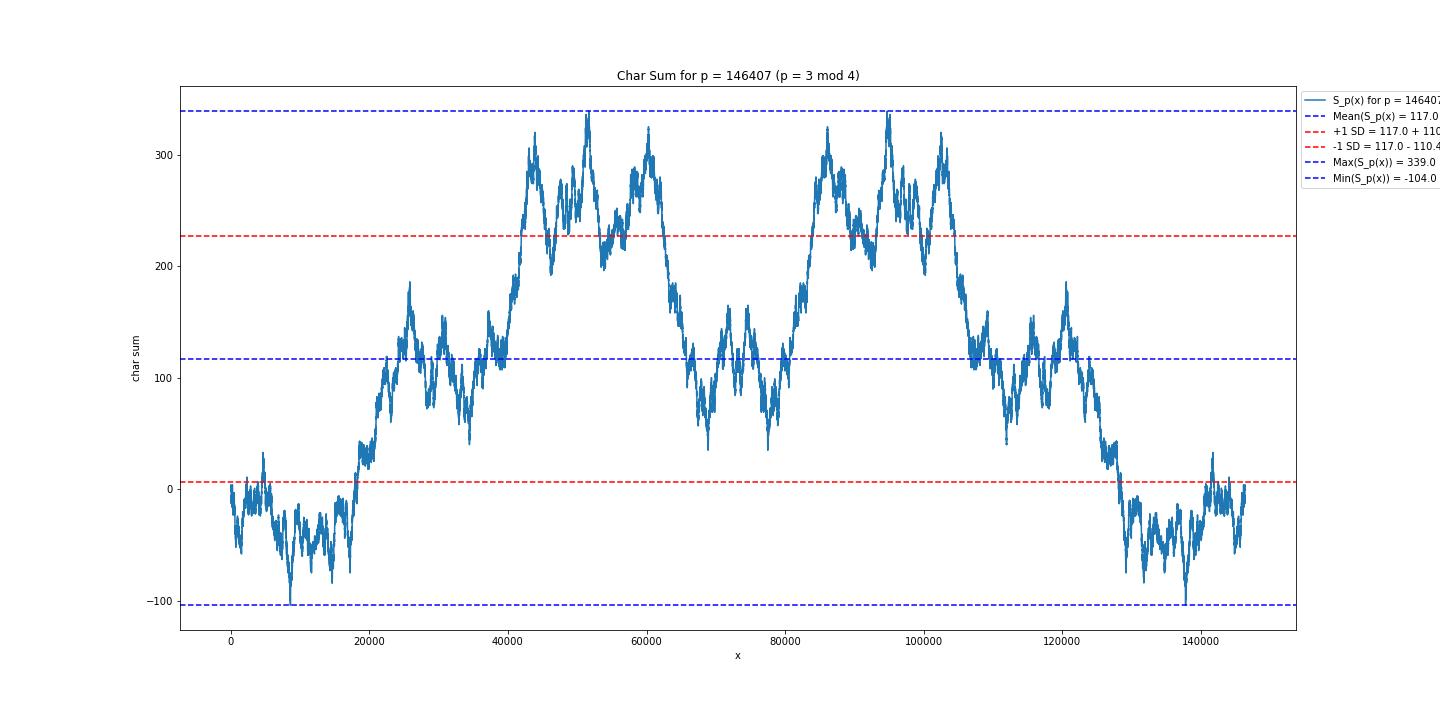 Char Sum for p = 146407 (p = 3 mod 4)
S_p(x) for p = 146407
Mean(S_p(x) = 117.0
+1 SD = 117.0 + 110
-1 SD = 117.0 - 110.4
Max(S_p(x)) = 339.0
Min(S_p(x)) = -104.0
300
200
100
0
−100
char sum
0 20000 40000 60000 80000 100000 120000 140000
x